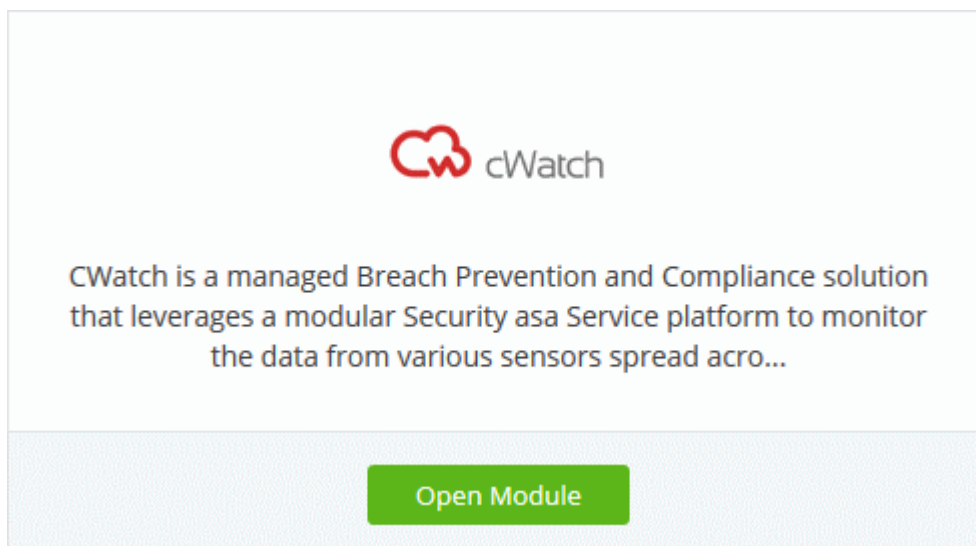 cWatch
CWatch is a managed Breach Prevention and Compliance solution
that leverages a modular Security asa Service platform to monitor
the data from various sensors spread acro...
Open Module